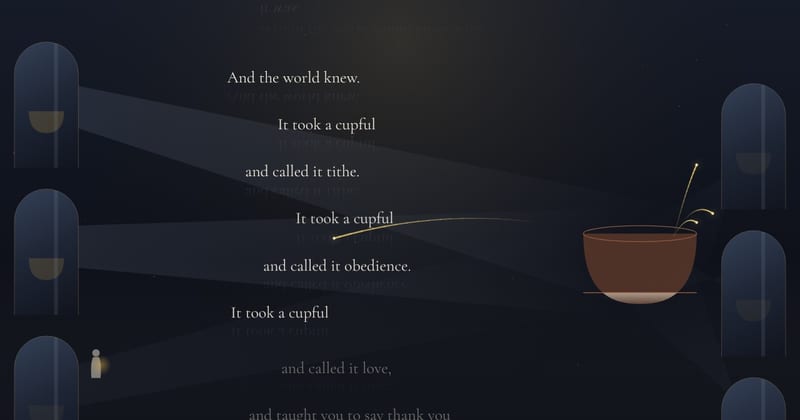 And the world knew.
It took a cupful
and called it tithe.
It took a cupful
and called it obedience.
It took a cupful
and called it love,
and taught you to say thank you